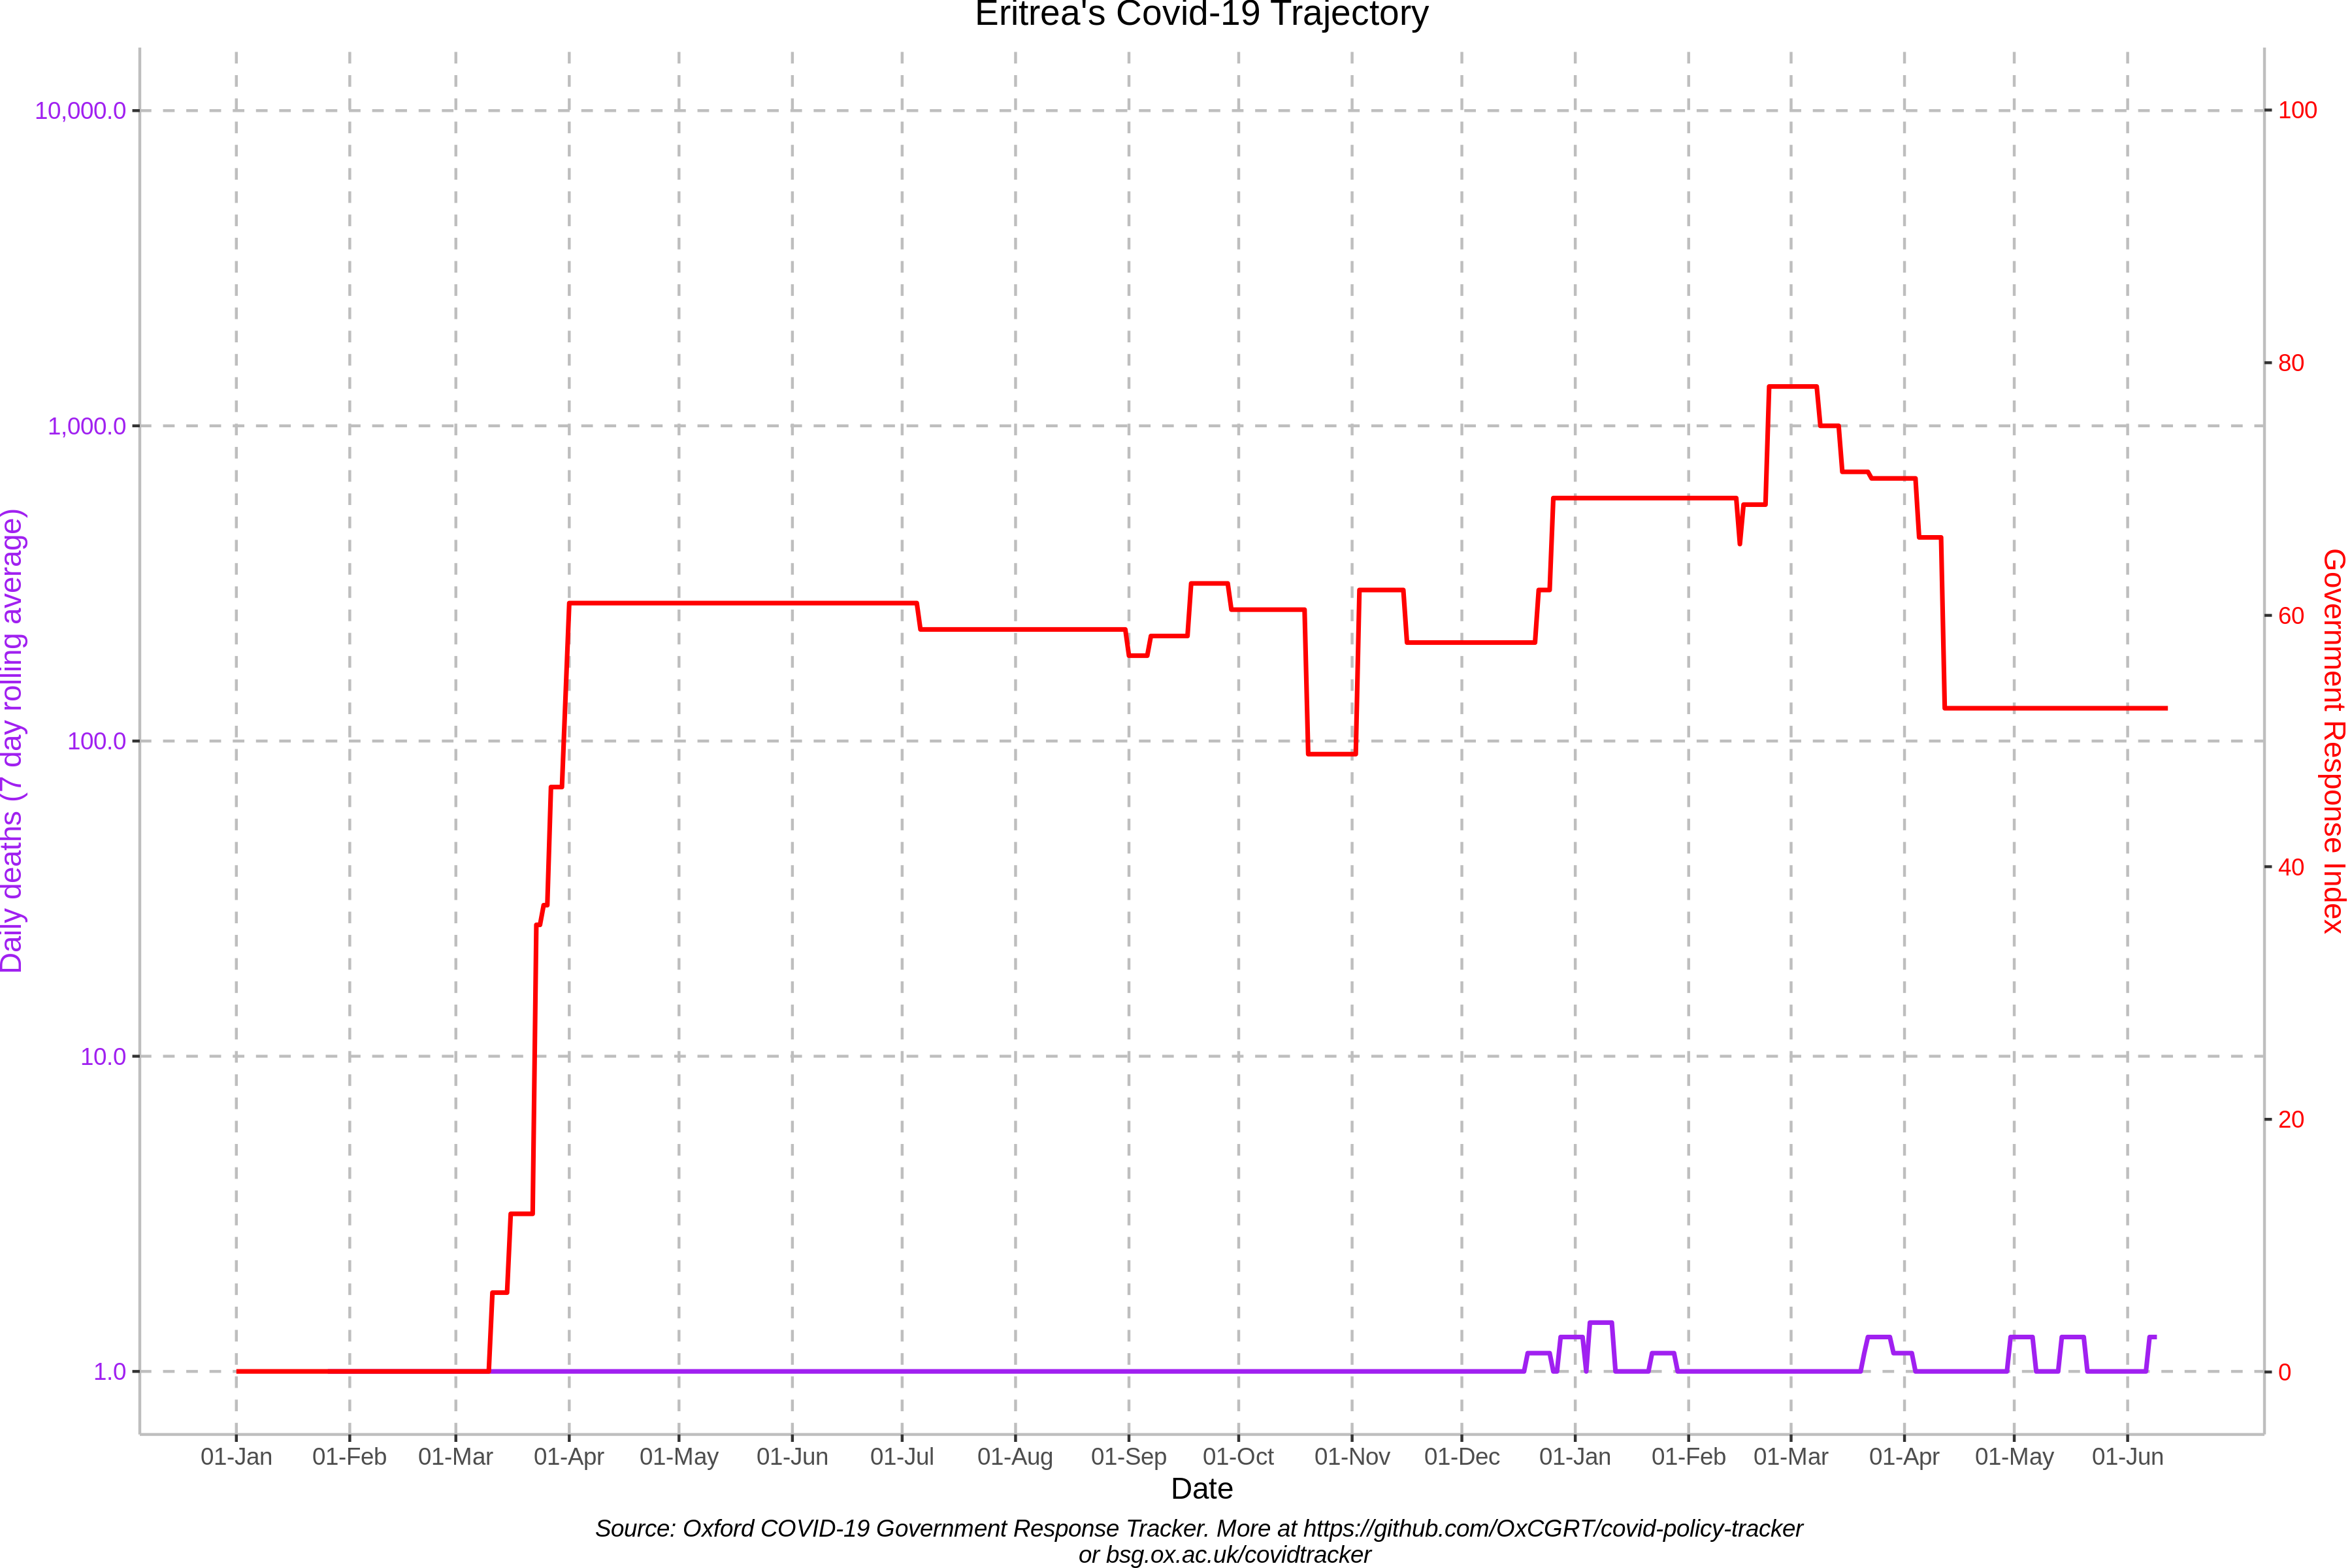 Eritrea's Covid-19 Trajectory
10,000.0
1,000.0
100.0
10.0
1.0
Daily deaths (7 day rolling average)
100
80
60
40
20
0
Government Response Index
01-Jan 01-Feb 01-Mar 01-Apr 01-May 01-Jun 01-Jul 01-Aug 01-Sep 01-Oct 01-Nov 01-Dec 01-Jan 01-Feb 01-Mar 01-Apr 01-May 01-Jun
Date
Source: Oxford COVID-19 Government Response Tracker. More at https://github.com/OxCGRT/covid-policy-tracker
or bsg.ox.ac.uk/covidtracker